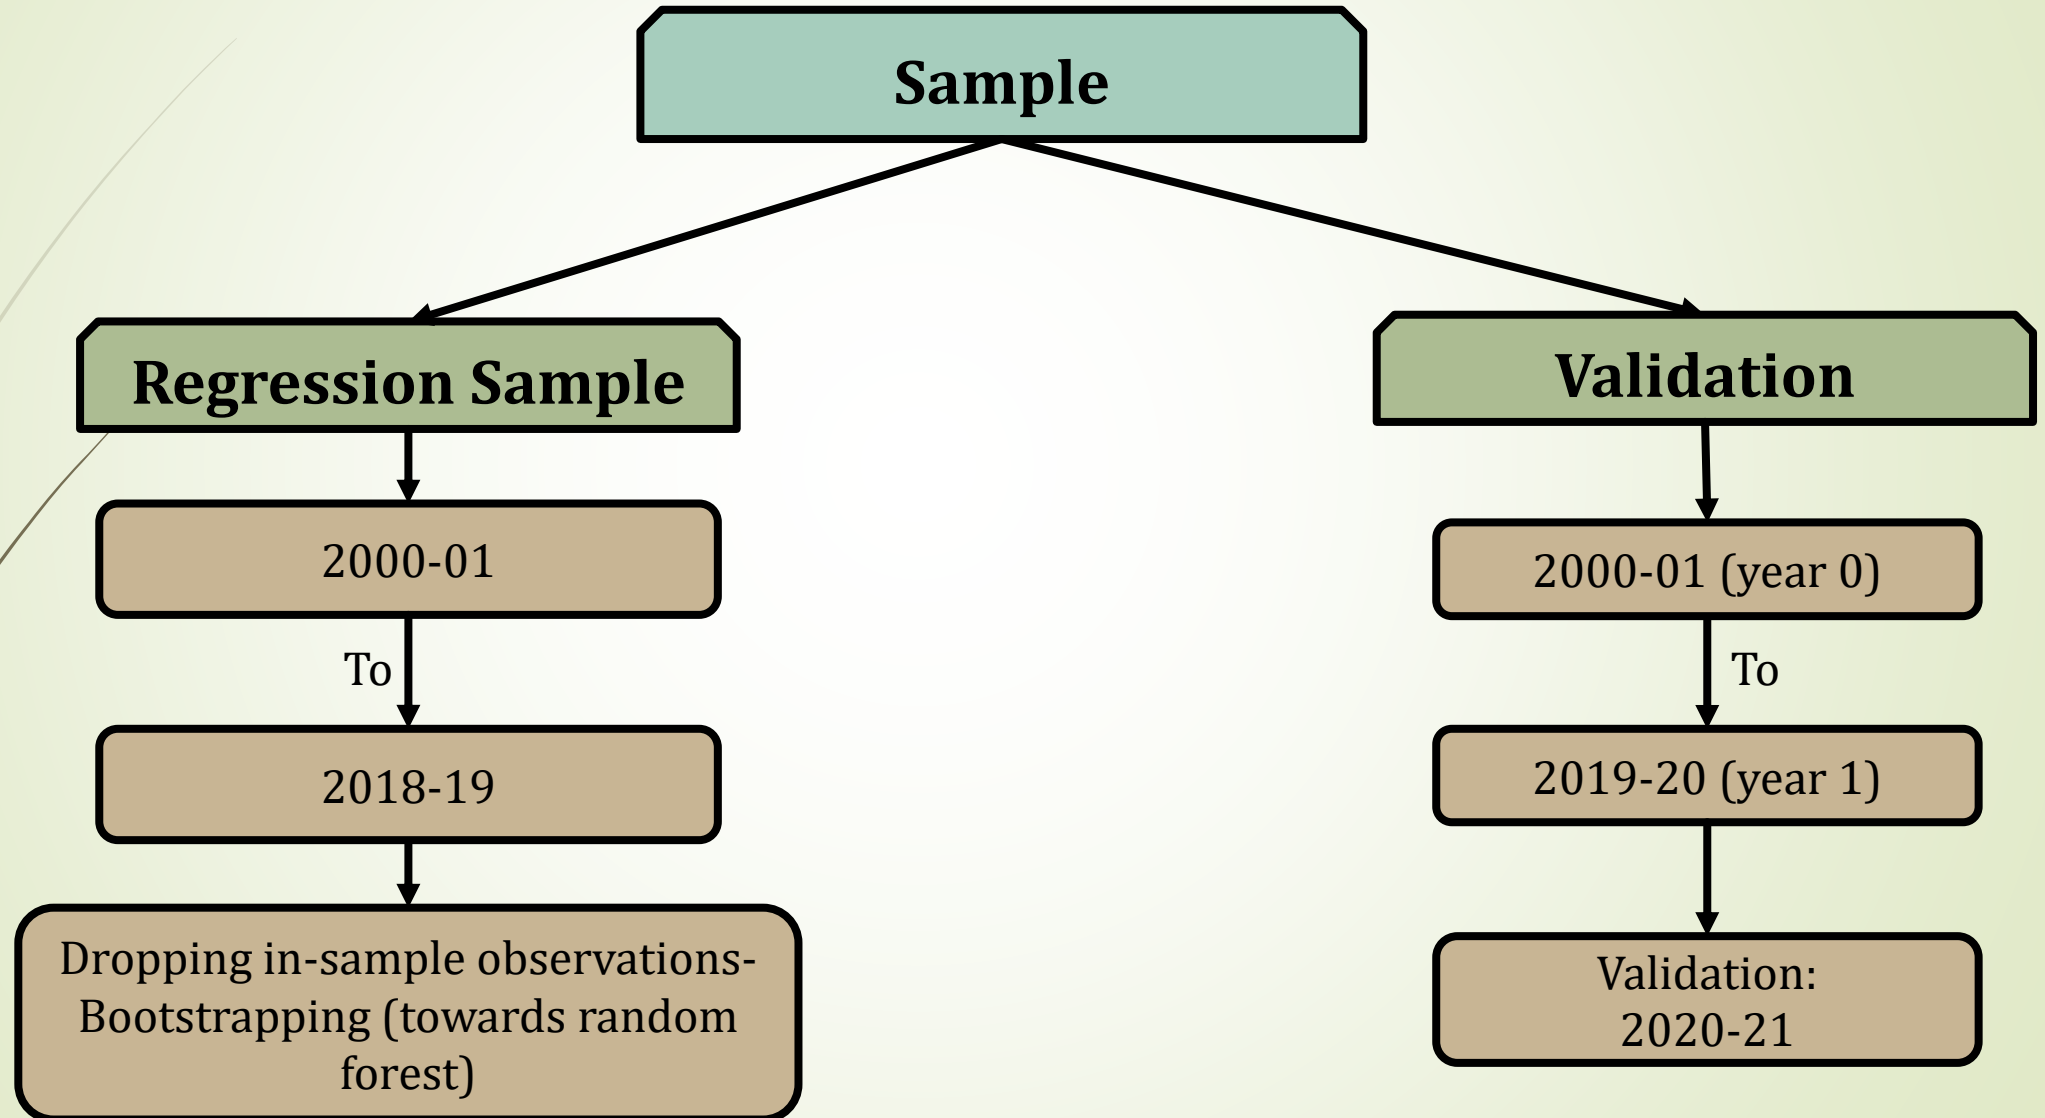 Sample
Regression Sample
2000-01
To
2018-19
Dropping in-sample observations-
Bootstrapping (towards random
forest)
Validation
2000-01 (year 0)
To
2019-20 (year 1)
Validation:
2020-21